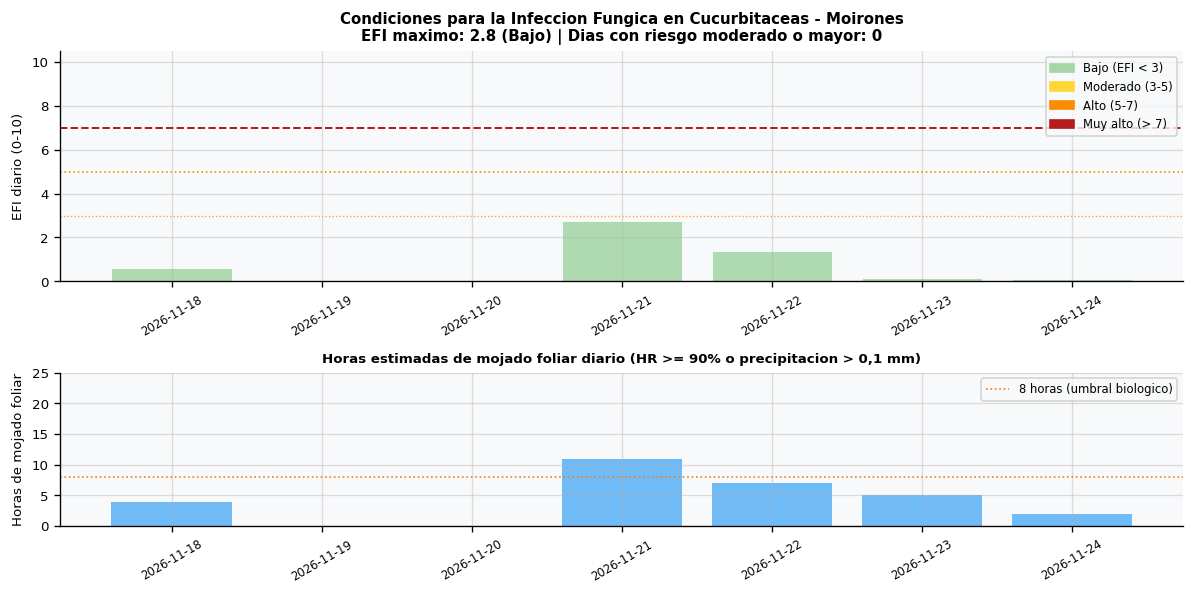 Condiciones para la Infeccion Fungica en Cucurbitaceas - Moirones
EFI maximo: 2.8 (Bajo) | Dias con riesgo moderado o mayor: 0
EFI diario (0-10)
10
8
6
4
2
0
Bajo (EFI < 3)
Moderado (3-5)
Alto (5-7)
Muy alto (> 7)
2026-11-18
2026-11-19
2026-11-20
2026-11-21
2026-11-22
2026-11-23
2026-11-24
Horas estimadas de mojado foliar diario (HR >= 90% o precipitacion > 0,1 mm)
Horas de mojado foliar
25
20
15
10
5
0
8 horas (umbral biologico)
2026-11-18
2026-11-19
2026-11-20
2026-11-21
2026-11-22
2026-11-23
2026-11-24